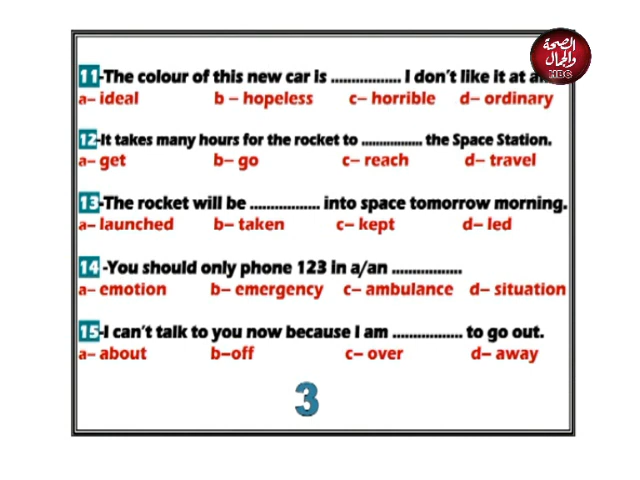 الصحة
والجمال
HBC
11-The colour of this new car is ................. I don't like it at
a– ideal b – hopeless c– horrible d– ordinary
12-It takes many hours for the rocket to ................. the Space Station.
a– get b– go c– reach d– travel
13-The rocket will be ................. into space tomorrow morning.
a– launched b– taken c– kept d– led
14 -You should only phone 123 in a/an .................
a– emotion b– emergency c– ambulance d– situation
15-I can't talk to you now because I am ................. to go out.
a– about b–off c– over d– away
3